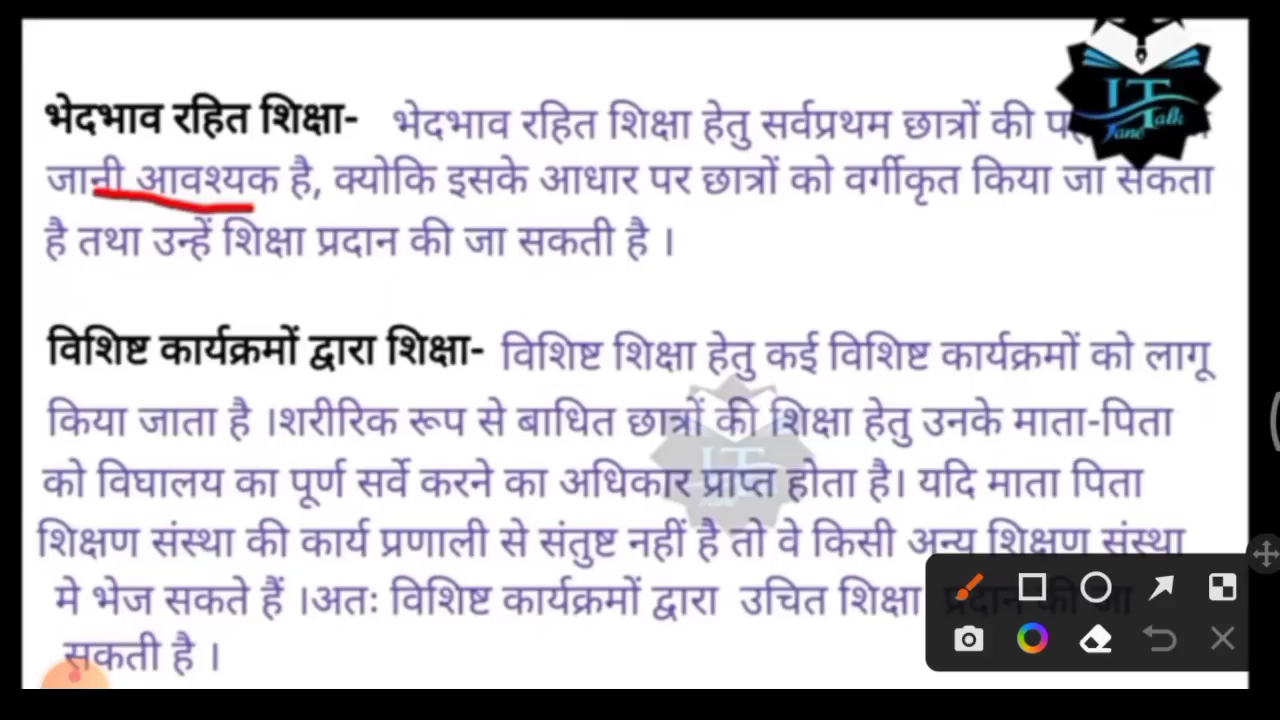 भेदभाव रहित शिक्षा- भेदभाव रहित शिक्षा हेतु सर्वप्रथम छात्रों की
जानी आवश्यक है, क्योकि इसके आधार पर छात्रों को वर्गीकृत किया जा सकता
है तथा उन्हें शिक्षा प्रदान की जा सकती है ।
विशिष्ट कार्यक्रमों द्वारा शिक्षा- विशिष्ट शिक्षा हेतु कई विशिष्ट कार्यक्रमों को लागू
किया जाता है ।शरीरिक रूप से बाधित छात्रों की शिक्षा हेतु उनके माता-पिता
को विघालय का पूर्ण सर्वे करने का अधिकार प्राप्त होता है। यदि माता पिता
शिक्षण संस्था की कार्य प्रणाली से संतुष्ट नहीं है तो वे किसी अन्य शिक्षण संस्था
मे भेज सकते हैं ।अतः विशिष्ट कार्यक्रमों द्वारा उचित शिक्षा प्रदान की जा
सकती है ।